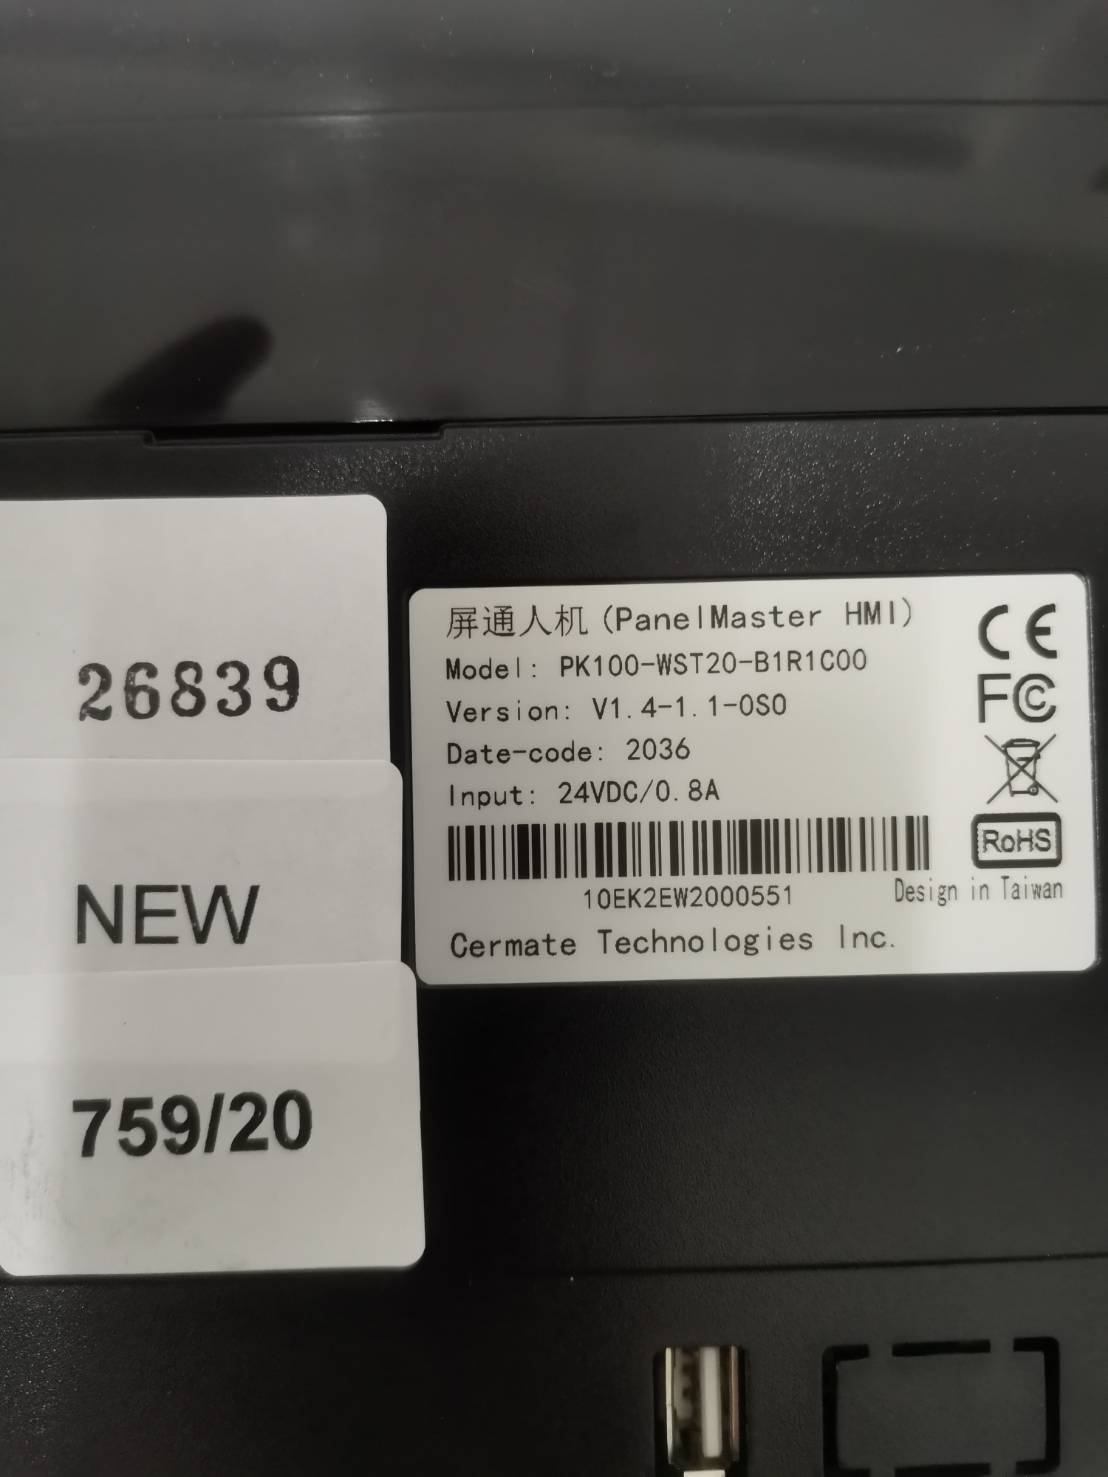 26839
NEW
759/20
屏通人机 (PanelMaster HMI)
Model: PK100-WST20-B1R1C00
Version: V1.4-1.1-0S0
Date-code: 2036
Input: 24VDC/0.8A
10EK2EW2000551
Cermate Technologies Inc.
CE
FC
RoHS
Design in Taiwan